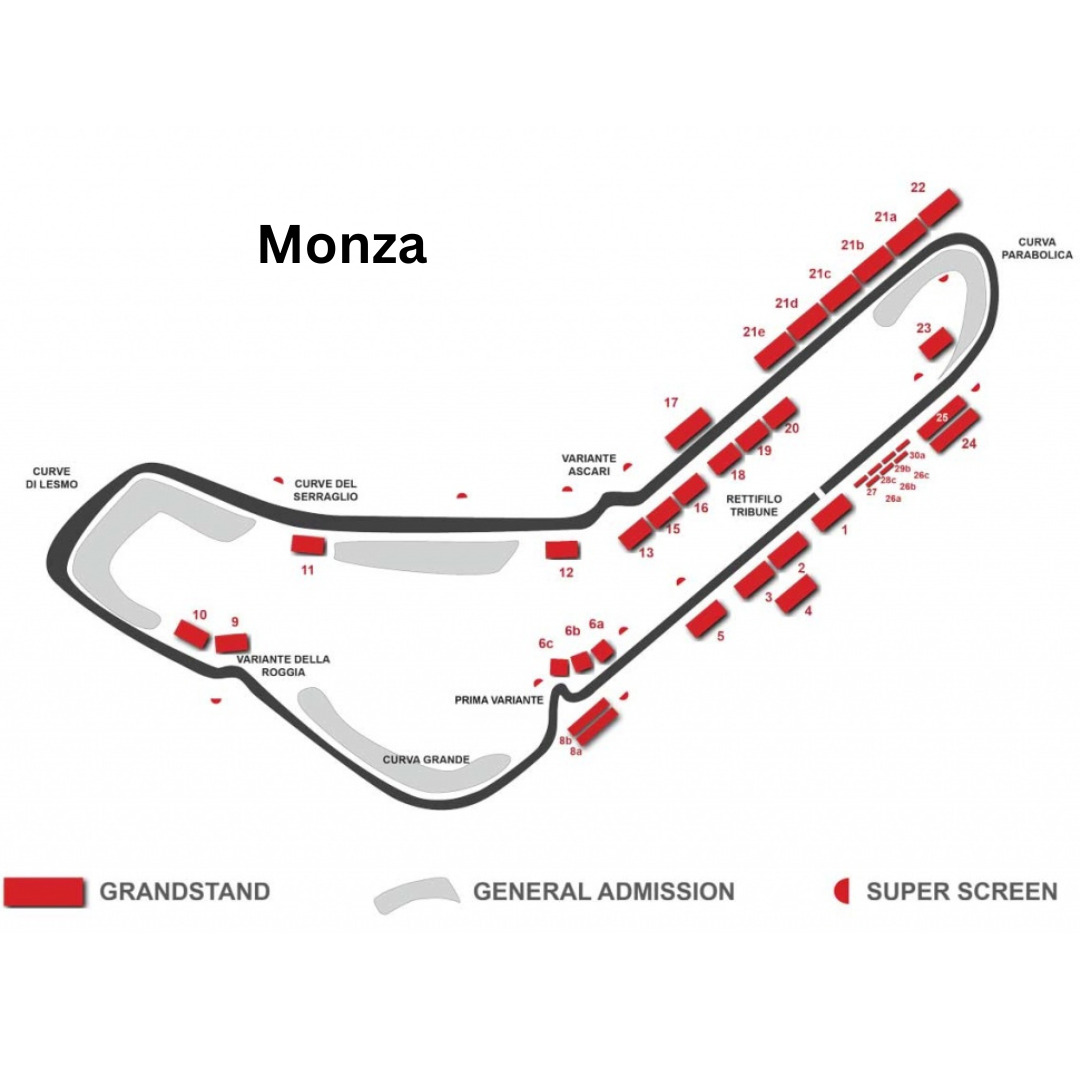 Monza
22
21a
21b
21c
21d
21e
CURVA
PARABOLICA
23
17
20
19
18
25
24
VARIANTE
ASCARI
CURVE
DI LESMO
CURVE DEL
SERRAGLIO
16
15
13
RETTIFILO
TRIBUNE
30a
29b
28c
27
26c
26b
26a
1
2
3
4
5
11
12
10
9
6a
6b
6c
VARIANTE DELLA
ROGGIA
PRIMA VARIANTE
8b
8a
CURVA GRANDE
GRANDSTAND
GENERAL ADMISSION
SUPER SCREEN